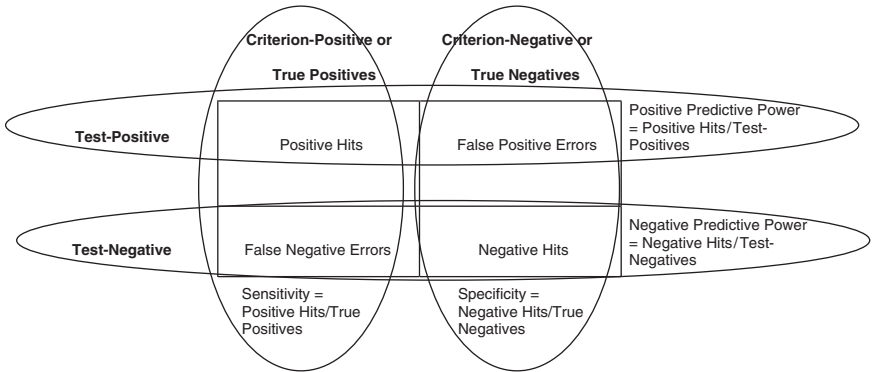 Criterion-Positive or
True Positives
Criterion-Negative or
True Negatives
Test-Positive
Positive Hits
False Positive Errors
Positive Predictive Power
= Positive Hits/Test-
Positives
Test-Negative
False Negative Errors
Negative Hits
Negative Predictive Power
= Negative Hits/Test-
Negatives
Sensitivity =
Positive Hits/True
Positives
Specificity =
Negative Hits/True
Negatives